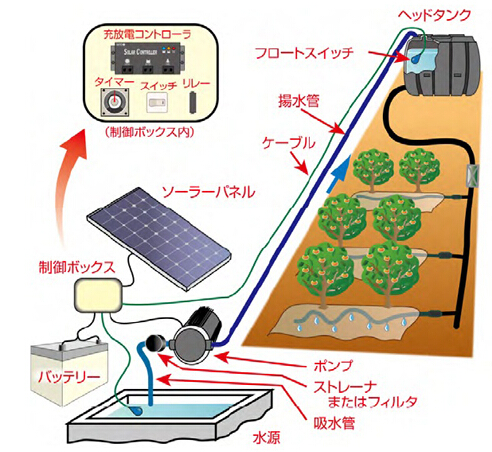 充放電コントローラ
SOLAR CONTROLLER
タイマー
スイッチ
リレー
(制御ボックス内)
ヘッドタンク
フロートスイッチ
揚水管
ケーブル
ソーラーパネル
制御ボックス
バッテリー
ポンプ
ストレーナ
またはフィルタ
吸水管
水源